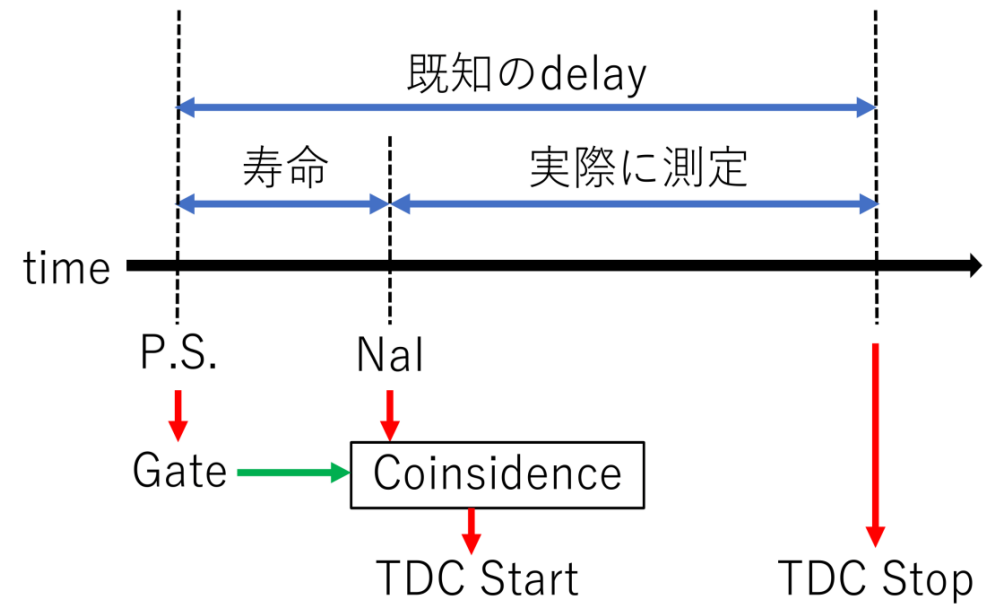 既知のdelay
寿命
実際に測定
time
P.S.
NaI
Gate
Coinsidence
TDC Start
TDC Stop